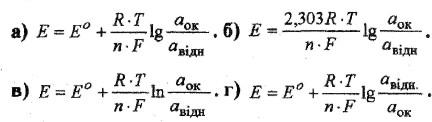 а) E = E° + R·T / n·F lg a_ок / a_відн . б) E = 2,303R·T / n·F lg a_ок / a_відн .
в) E = E° + R·T / n·F ln a_ок / a_відн . г) E = E° + R·T / n·F lg a_відн. / a_ок .